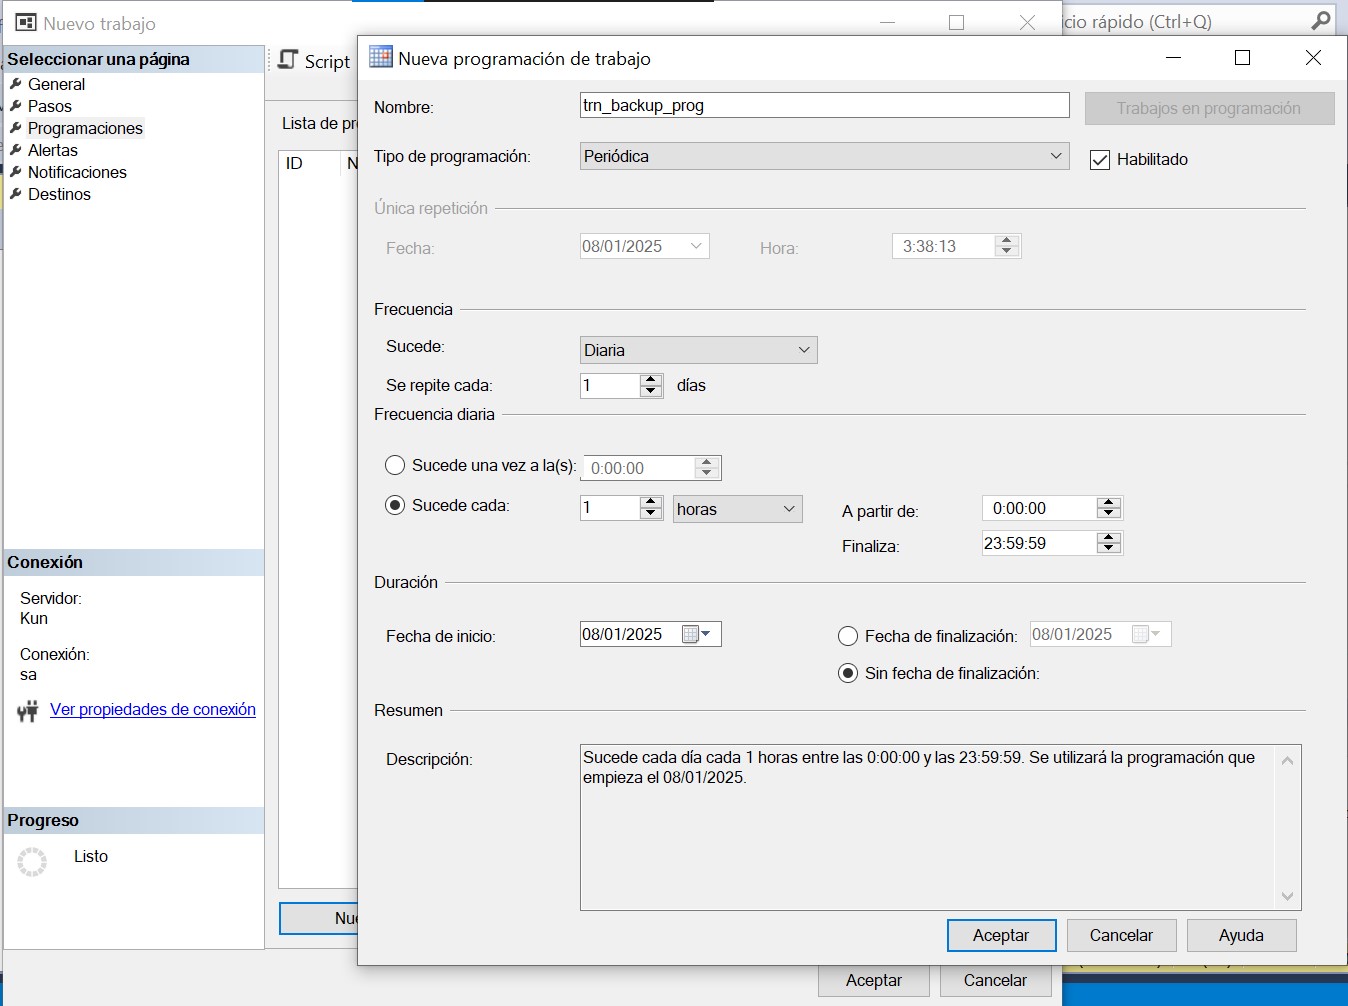 Nuevo trabajo
cio rápido (Ctrl+Q)
Seleccionar una página
General
Pasos
Programaciones
Alertas
Notificaciones
Destinos
Script
Lista de pr
ID N
Nueva programación de trabajo
Nombre: trn_backup_prog Trabajos en programación
Tipo de programación: Periódica Habilitado
Única repetición
Fecha: 08/01/2025 Hora: 3:38:13
Frecuencia
Sucede: Diaria
Se repite cada: 1 días
Frecuencia diaria
Sucede una vez a la(s): 0:00:00
Sucede cada: 1 horas A partir de: 0:00:00
Finaliza: 23:59:59
Duración
Fecha de inicio: 08/01/2025 Fecha de finalización: 08/01/2025
Sin fecha de finalización:
Resumen
Descripción: Sucede cada día cada 1 horas entre las 0:00:00 y las 23:59:59. Se utilizará la programación que
empieza el 08/01/2025.
Aceptar Cancelar Ayuda
Conexión
Servidor:
Kun
Conexión:
sa
Ver propiedades de conexión
Progreso
Listo
Nue
Aceptar Cancelar